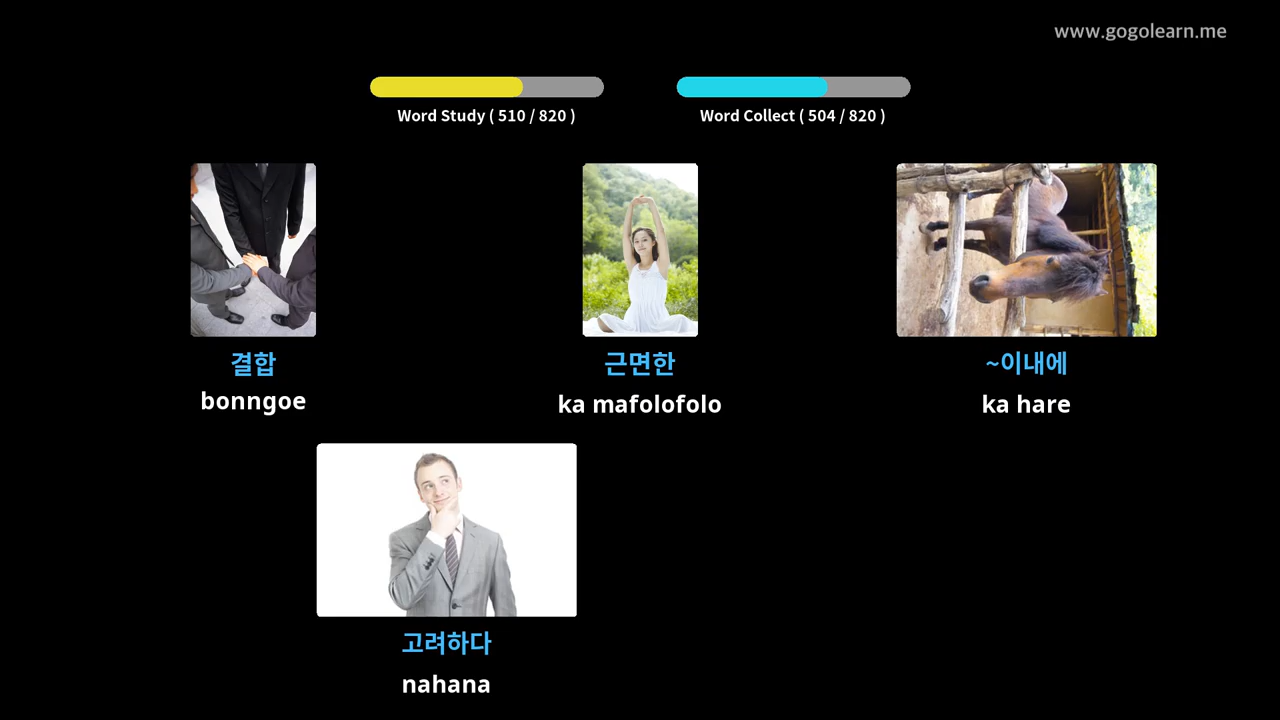 www.gogolearn.me
Word Study ( 510 / 820 )
Word Collect ( 504 / 820 )
결합
bonngoe
근면한
ka mafolofolo
~이내에
ka hare
고려하다
nahana